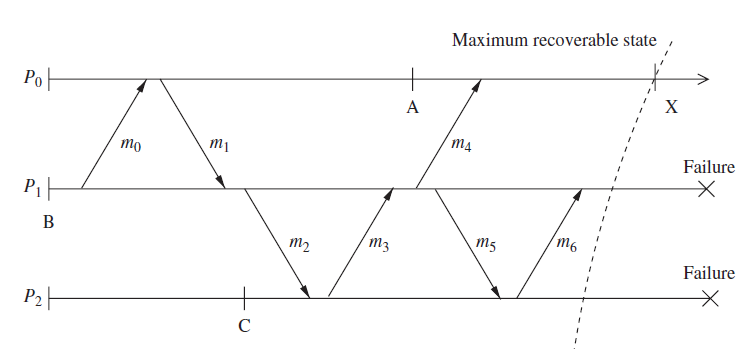 Maximum recoverable state
P0
A
X
m0
m1
m4
Failure
P1
B
m2
m3
m5
m6
Failure
P2
C